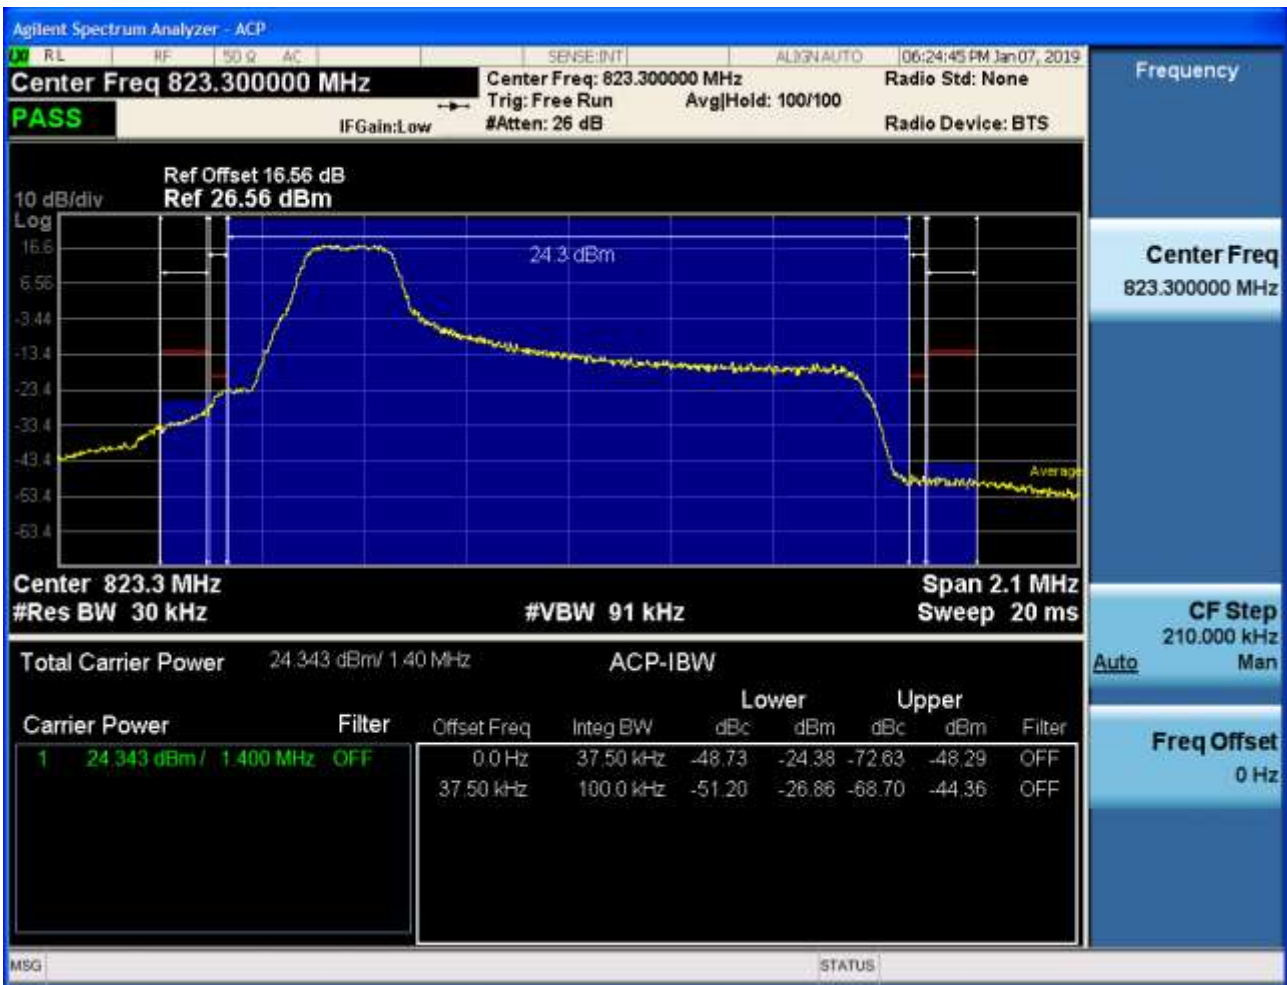 Agilent Spectrum Analyzer - ACP
LXI RL RF 50 Ω AC SENSE:INT ALIGN AUTO 06:24:45 PM Jan 07, 2019
Center Freq 823.300000 MHz
Center Freq: 823.300000 MHz
Radio Std: None
Trig: Free Run Avg|Hold: 100/100
PASS
IFGain:Low
#Atten: 26 dB
Radio Device: BTS
Ref Offset 16.56 dB
10 dB/div Ref 26.56 dBm
Log
16.6
6.56
-3.44
-13.4
-23.4
-33.4
-43.4
-53.4
-63.4
24.3 dBm
Average
Center 823.3 MHz Span 2.1 MHz
#Res BW 30 kHz #VBW 91 kHz Sweep 20 ms
Total Carrier Power 24.343 dBm/ 1.40 MHz ACP-IBW
Lower Upper
Carrier Power Filter Offset Freq Integ BW dBc dBm dBc dBm Filter
1 24.343 dBm / 1.400 MHz OFF 0.0 Hz 37.50 kHz -48.73 -24.38 -72.63 -48.29 OFF
37.50 kHz 100.0 kHz -51.20 -26.86 -68.70 -44.36 OFF
MSG STATUS
Frequency
Center Freq
823.300000 MHz
CF Step
210.000 kHz
Auto Man
Freq Offset
0 Hz